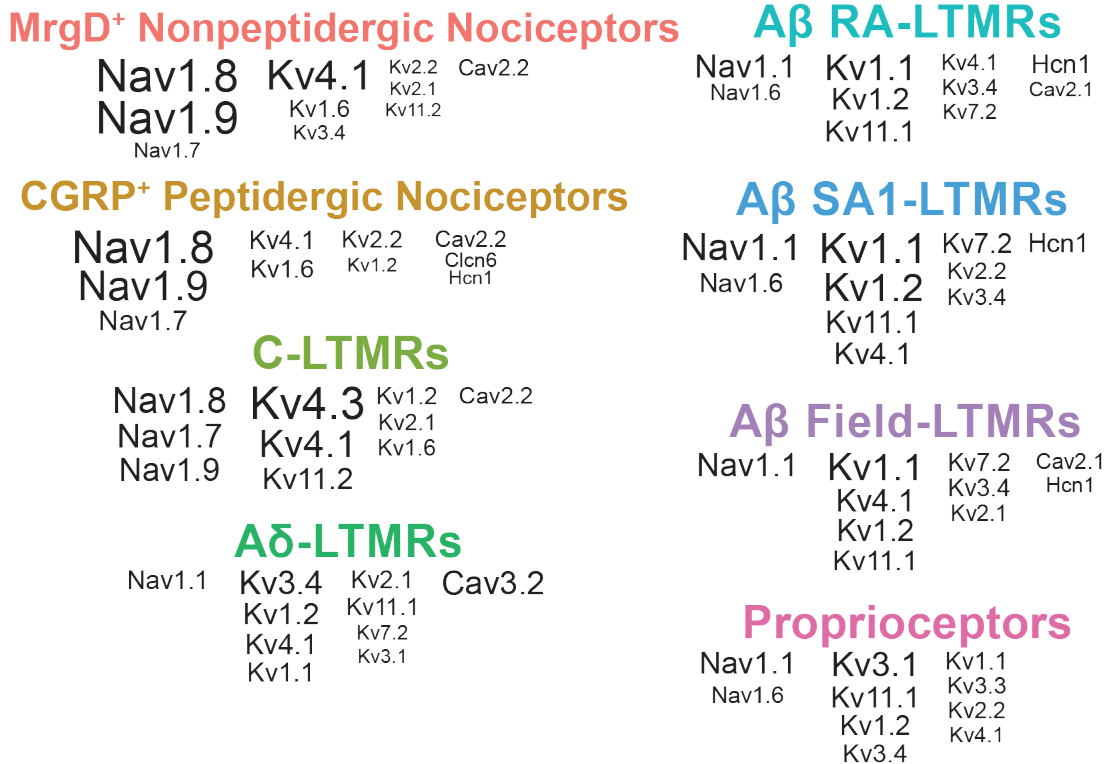 MrgD⁺ Nonpeptidergic Nociceptors
Nav1.8
Nav1.9
Nav1.7
Kv4.1
Kv1.6
Kv3.4
Kv2.2
Kv2.1
Kv11.2
Cav2.2
CGRP⁺ Peptidergic Nociceptors
Nav1.8
Nav1.9
Nav1.7
Kv4.1
Kv1.6
Kv2.2
Kv1.2
Cav2.2
Clcn6
Hcn1
C-LTMRs
Nav1.8
Nav1.7
Nav1.9
Kv4.3
Kv4.1
Kv11.2
Kv1.2
Kv2.1
Kv1.6
Cav2.2
Aδ-LTMRs
Nav1.1
Kv3.4
Kv1.2
Kv4.1
Kv1.1
Kv2.1
Kv11.1
Kv7.2
Kv3.1
Cav3.2
Aβ RA-LTMRs
Nav1.1
Nav1.6
Kv1.1
Kv1.2
Kv11.1
Kv4.1
Kv3.4
Kv7.2
Hcn1
Cav2.1
Aβ SA1-LTMRs
Nav1.1
Nav1.6
Kv1.1
Kv1.2
Kv11.1
Kv4.1
Kv7.2
Kv2.2
Kv3.4
Hcn1
Aβ Field-LTMRs
Nav1.1
Kv1.1
Kv4.1
Kv1.2
Kv11.1
Kv7.2
Kv3.4
Kv2.1
Cav2.1
Hcn1
Proprioceptors
Nav1.1
Nav1.6
Kv3.1
Kv11.1
Kv1.2
Kv3.4
Kv1.1
Kv3.3
Kv2.2
Kv4.1